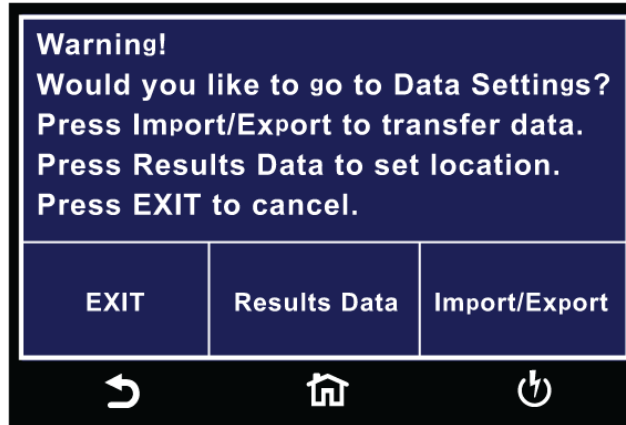 Warning!
Would you like to go to Data Settings?
Press Import/Export to transfer data.
Press Results Data to set location.
Press EXIT to cancel.
EXIT
Results Data
Import/Export